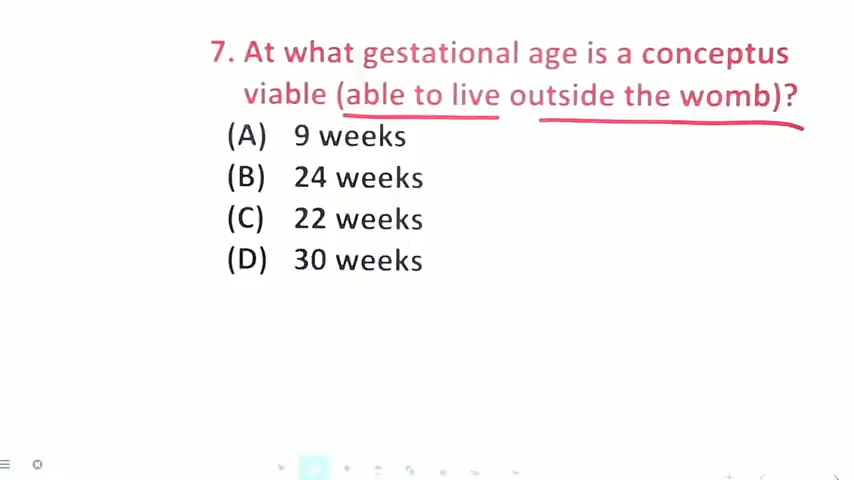 7. At what gestational age is a conceptus
viable (able to live outside the womb)?
(A) 9 weeks
(B) 24 weeks
(C) 22 weeks
(D) 30 weeks